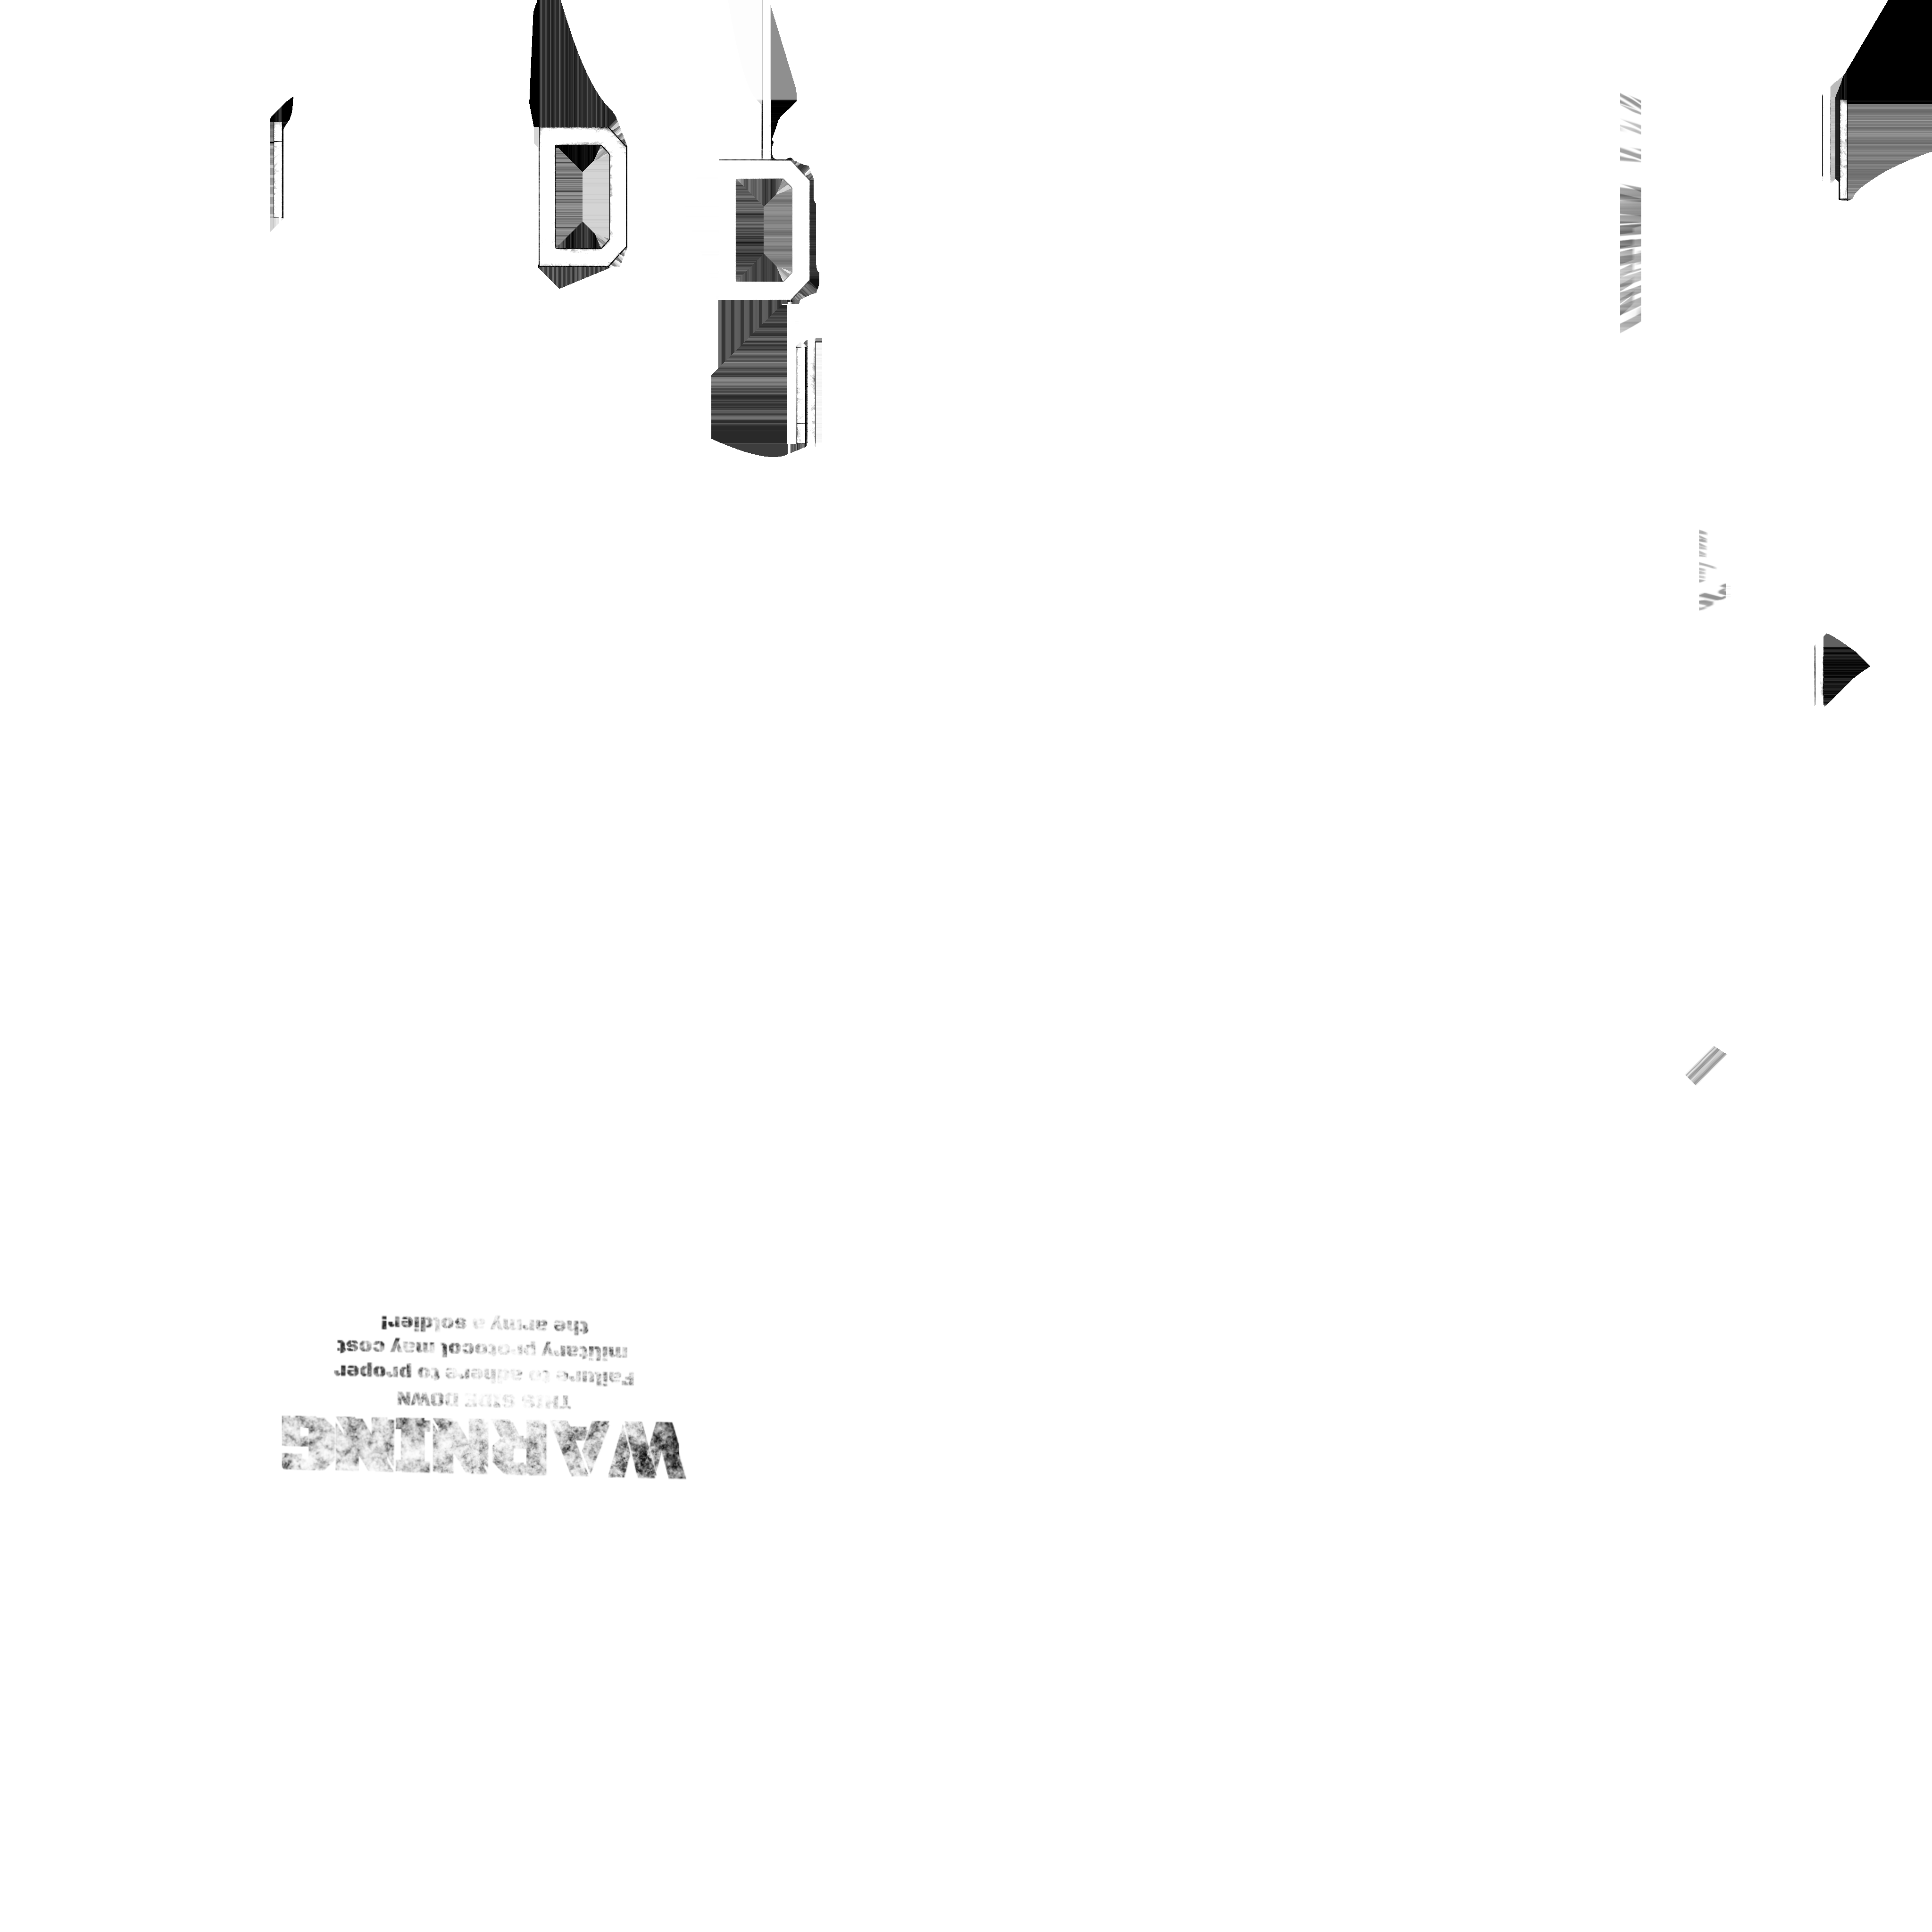 WARNING
THIS SIDE DOWN
Failure to adhere to proper
military protocol may cost
the army a soldier!